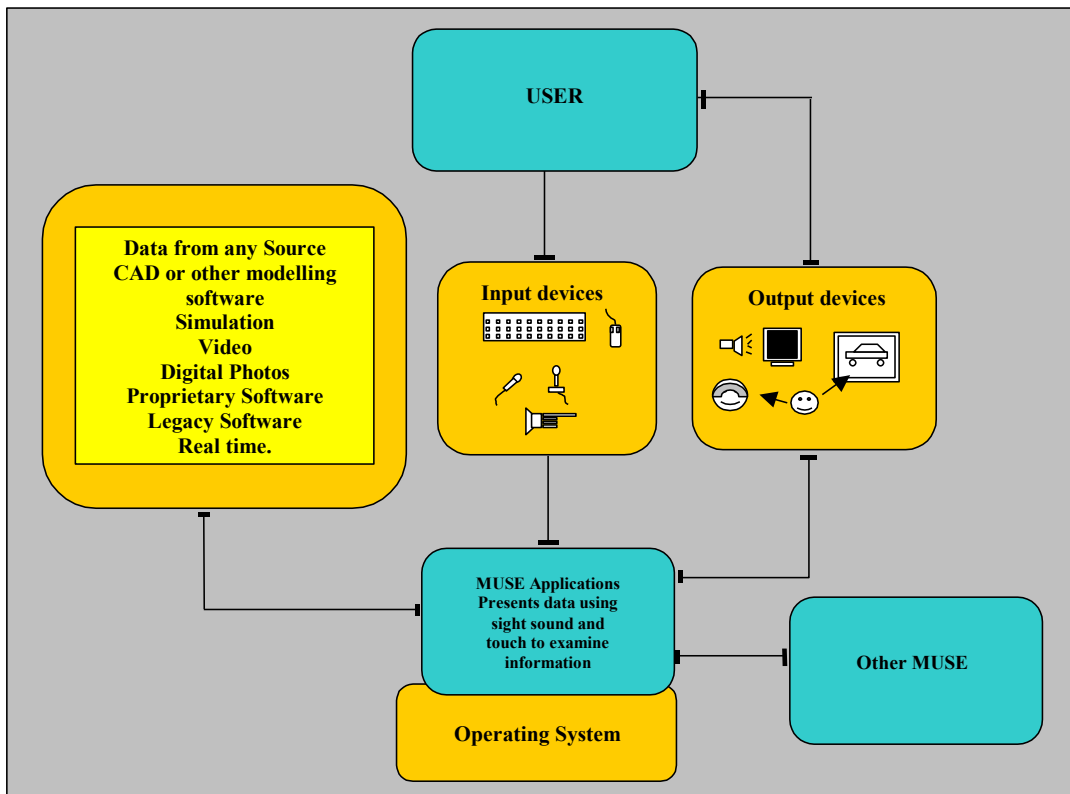 USER
Data from any Source
CAD or other modelling
software
Simulation
Video
Digital Photos
Proprietary Software
Legacy Software
Real time.
Input devices
Output devices
MUSE Applications
Presents data using
sight sound and
touch to examine
information
Other MUSE
Operating System